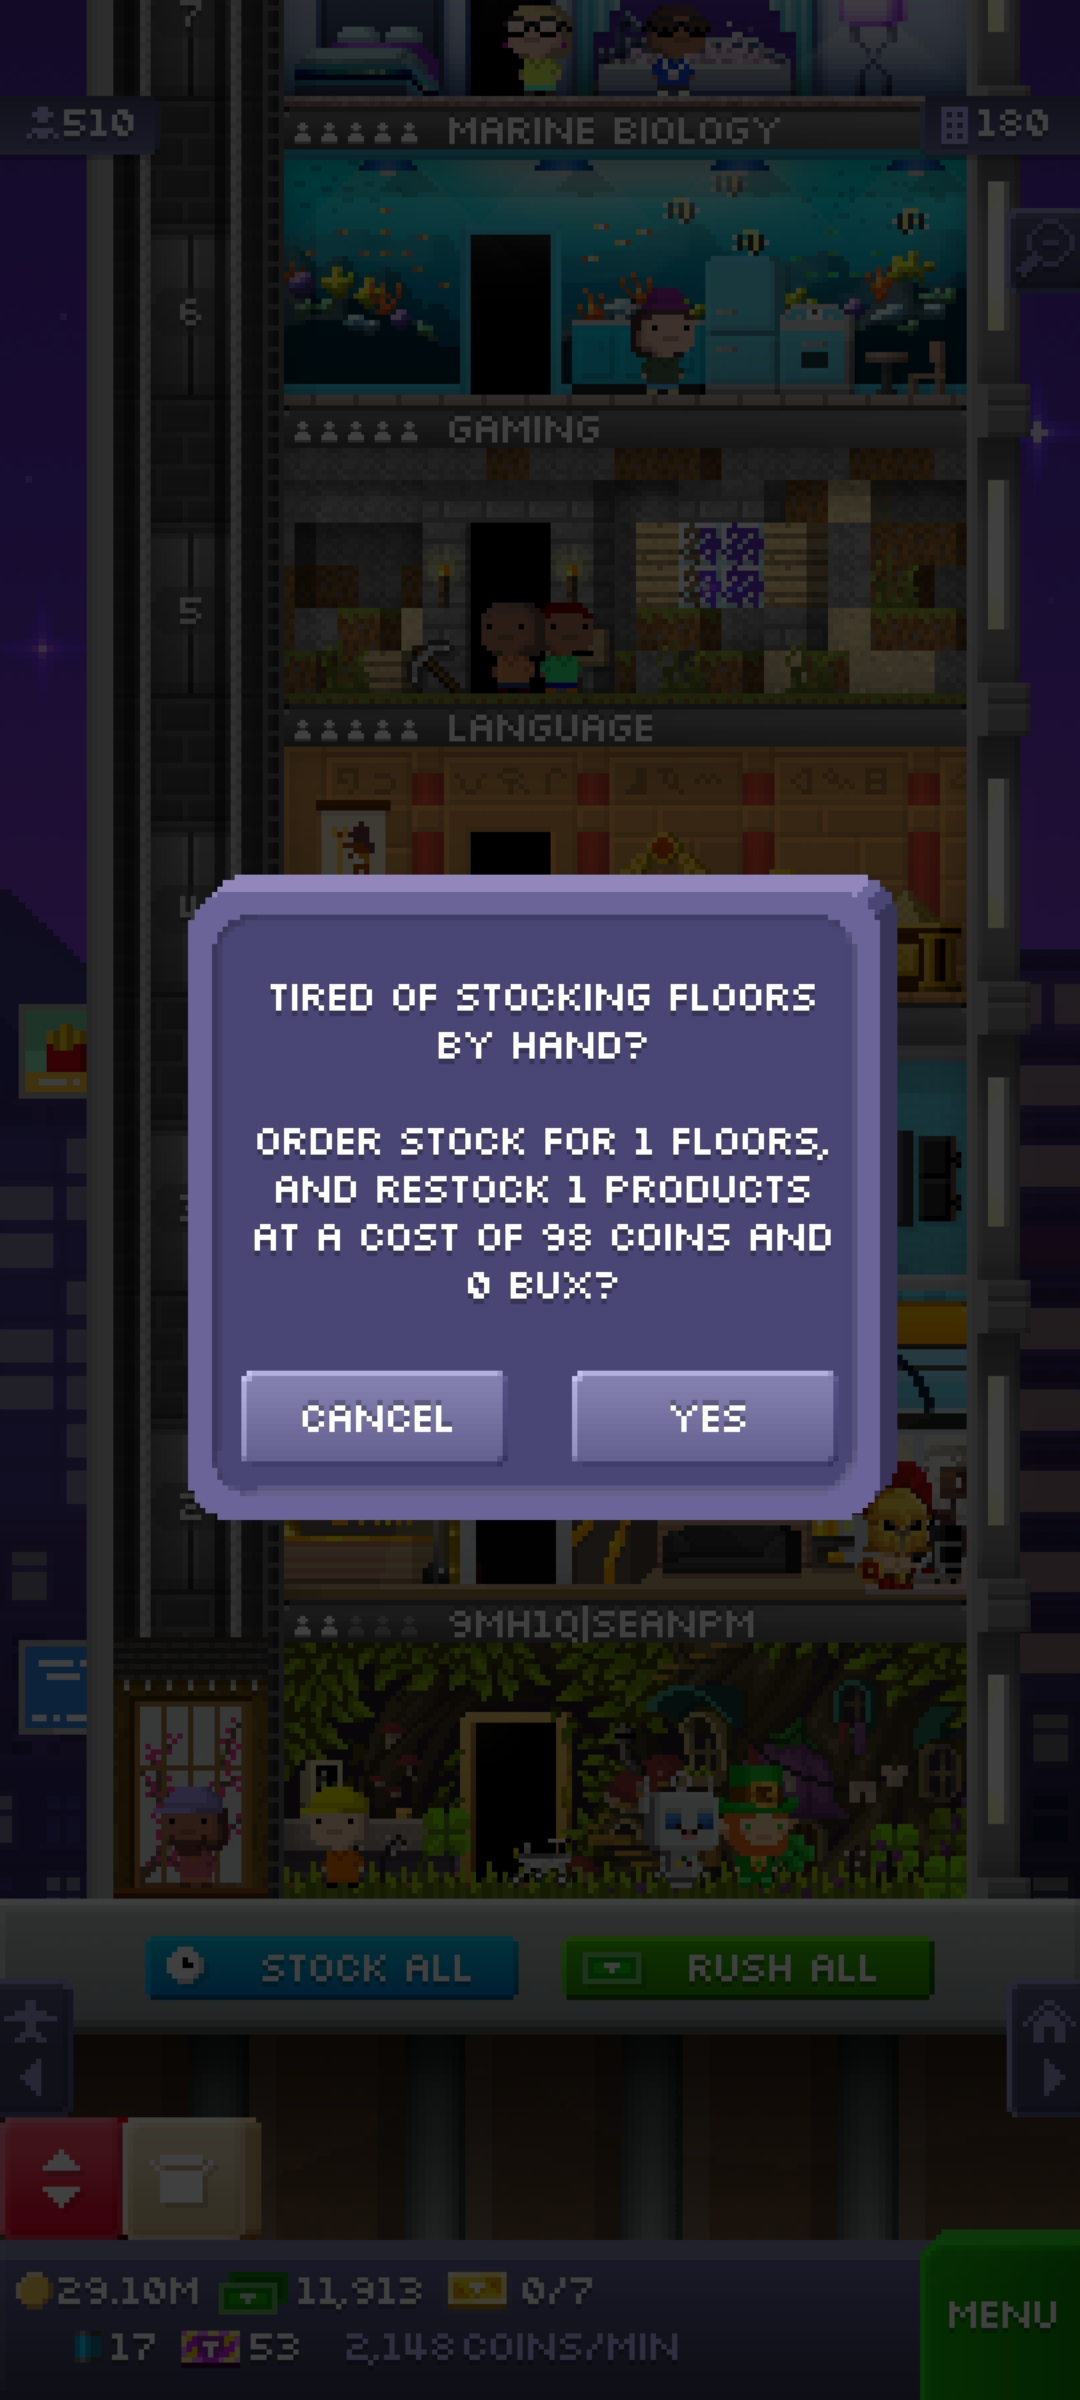 7
510
MARINE BIOLOGY
180
6
GAMING
5
LANGUAGE
TIRED OF STOCKING FLOORS
BY HAND?
ORDER STOCK FOR 1 FLOORS,
AND RESTOCK 1 PRODUCTS
AT A COST OF 98 COINS AND
0 BUX?
CANCEL
YES
2
9MH1Q|SEANPM
STOCK ALL
RUSH ALL
29.10M
11,913
0/7
17
53
2,148 COINS/MIN
MENU